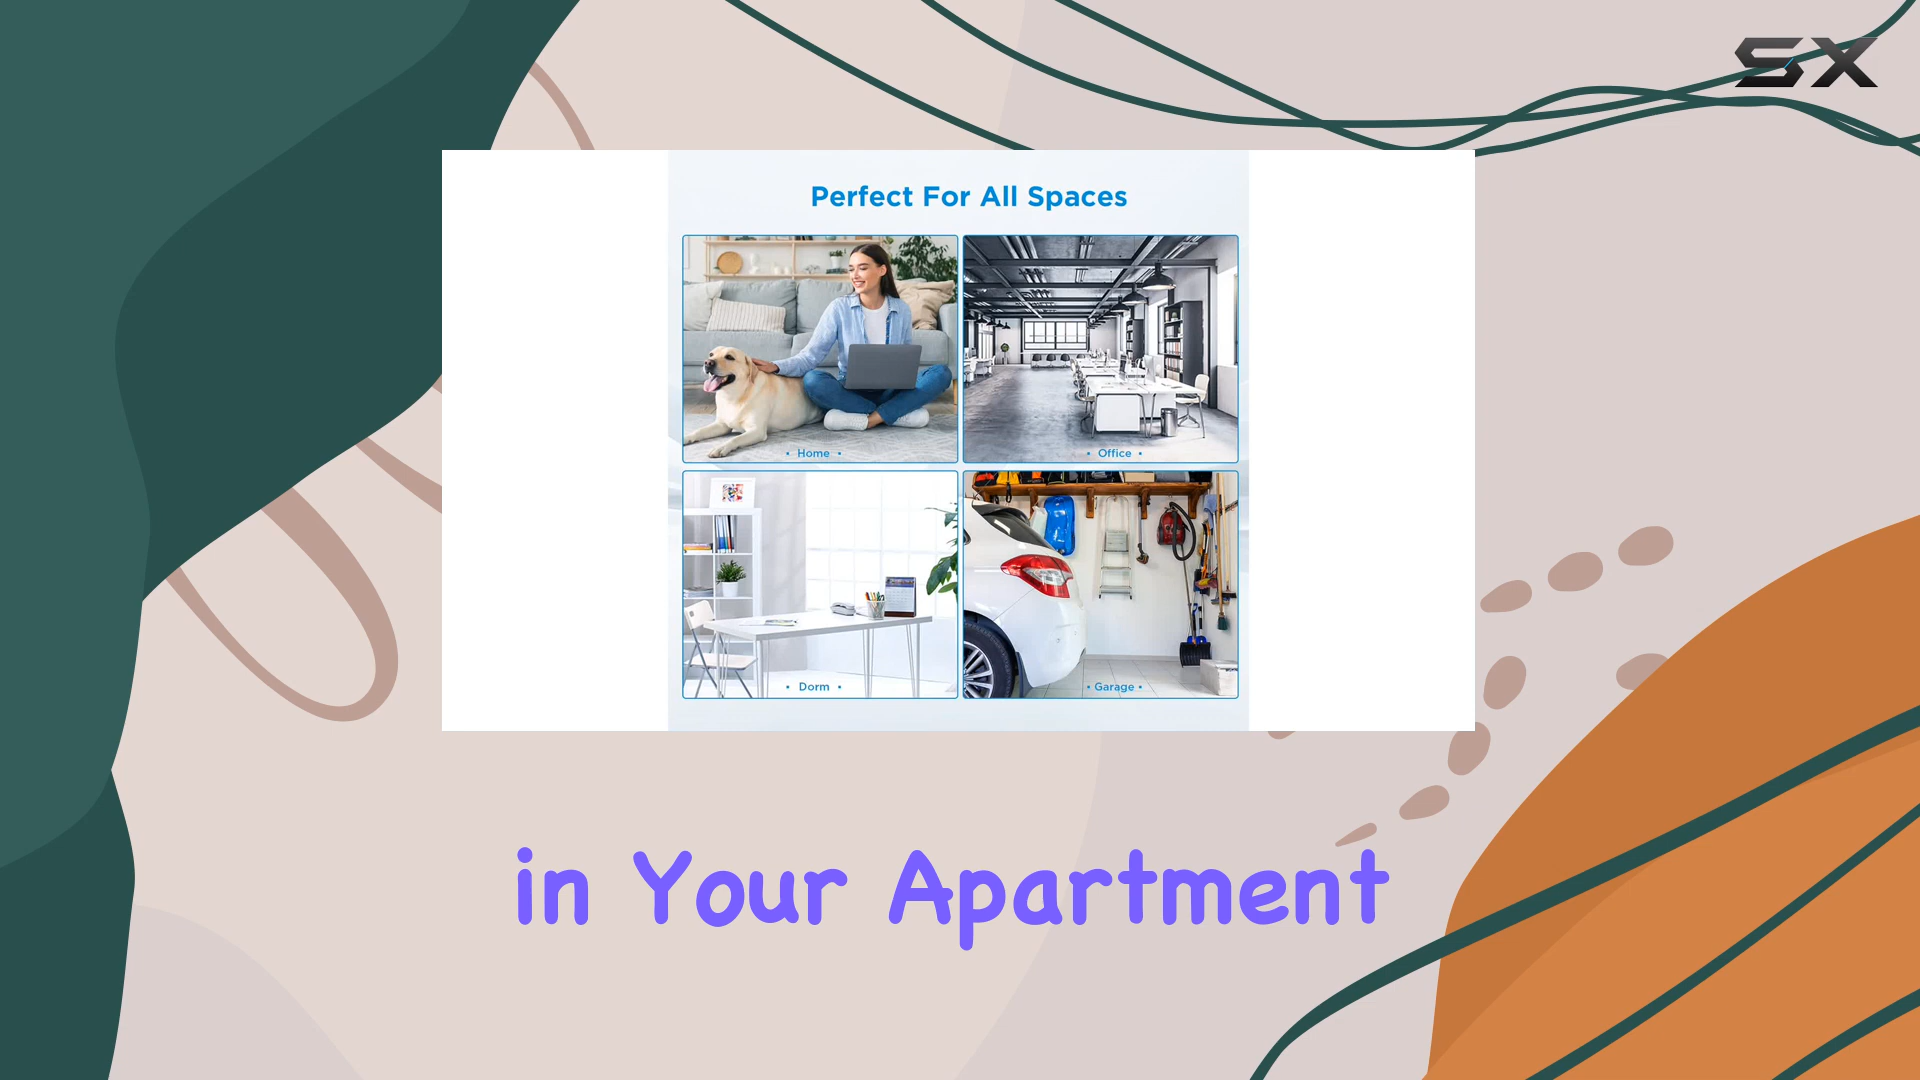 SX
Perfect For All Spaces
• Home •
• Office •
• Dorm •
• Garage •
in Your Apartment